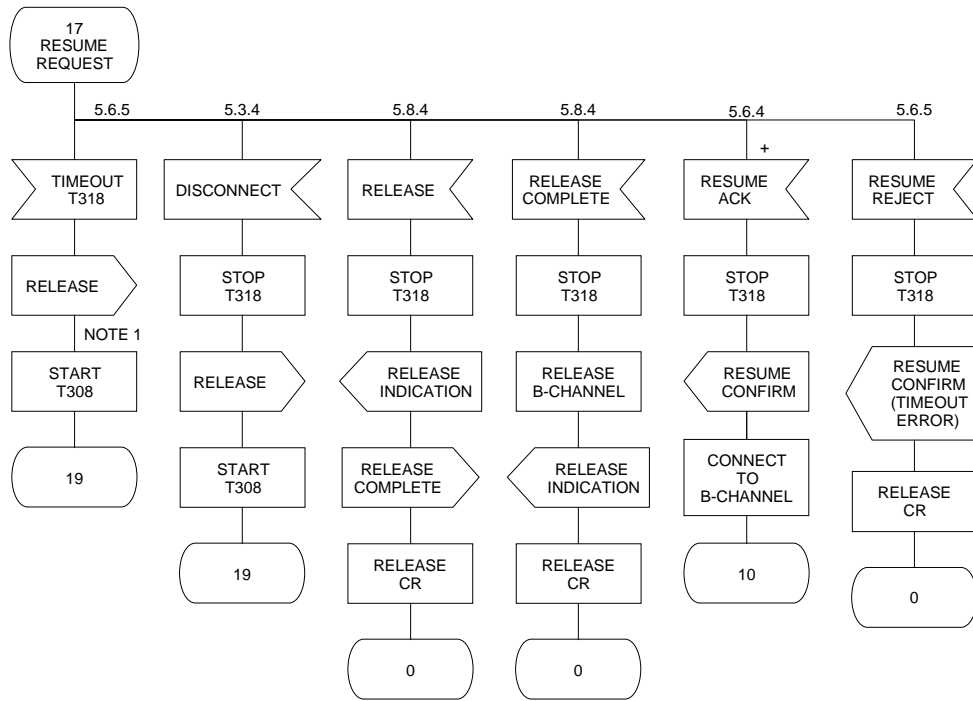 17
RESUME
REQUEST
5.6.5
5.3.4
5.8.4
5.8.4
5.6.4
5.6.5
+
TIMEOUT
T318
DISCONNECT
RELEASE
RELEASE
COMPLETE
RESUME
ACK
RESUME
REJECT
RELEASE
STOP
T318
STOP
T318
STOP
T318
STOP
T318
STOP
T318
NOTE 1
START
T308
RELEASE
RELEASE
INDICATION
RELEASE
B-CHANNEL
RESUME
CONFIRM
RESUME
CONFIRM
(TIMEOUT
ERROR)
19
START
T308
RELEASE
COMPLETE
RELEASE
INDICATION
CONNECT
TO
B-CHANNEL
RELEASE
CR
19
RELEASE
CR
RELEASE
CR
10
0
0
0